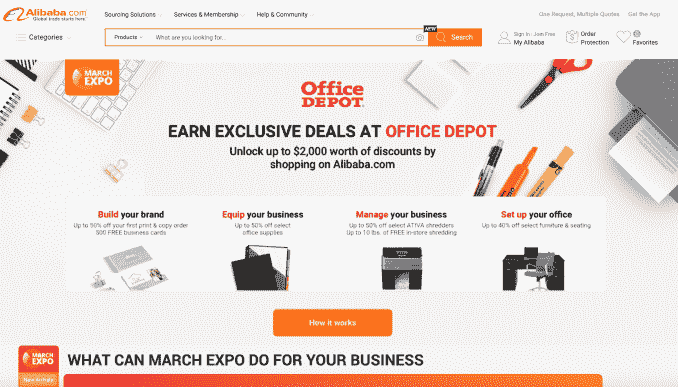 Alibaba.com
Global trade starts here.
Sourcing Solutions
Services & Membership
Help & Community
One Request, Multiple Quotes
Get the App
Categories
Products
What are you looking for...
NEW
Search
Sign In Join Free
My Alibaba
Order
Protection
0
Favorites
MARCH
EXPO
Office
DEPOT
EARN EXCLUSIVE DEALS AT OFFICE DEPOT
Unlock up to $2,000 worth of discounts by
shopping on Alibaba.com
Build your brand
Up to 90% off your first print & copy order
500 FREE business cards
Equip your business
Up to 50% off select
office supplies
Manage your business
Up to 50% off select ATIVA shredders
Up to 10 lbs. of FREE in-store shredding
Set up your office
Up to 40% off select furniture & seating
How it works
MARCH
EXPO
WHAT CAN MARCH EXPO DO FOR YOUR BUSINESS